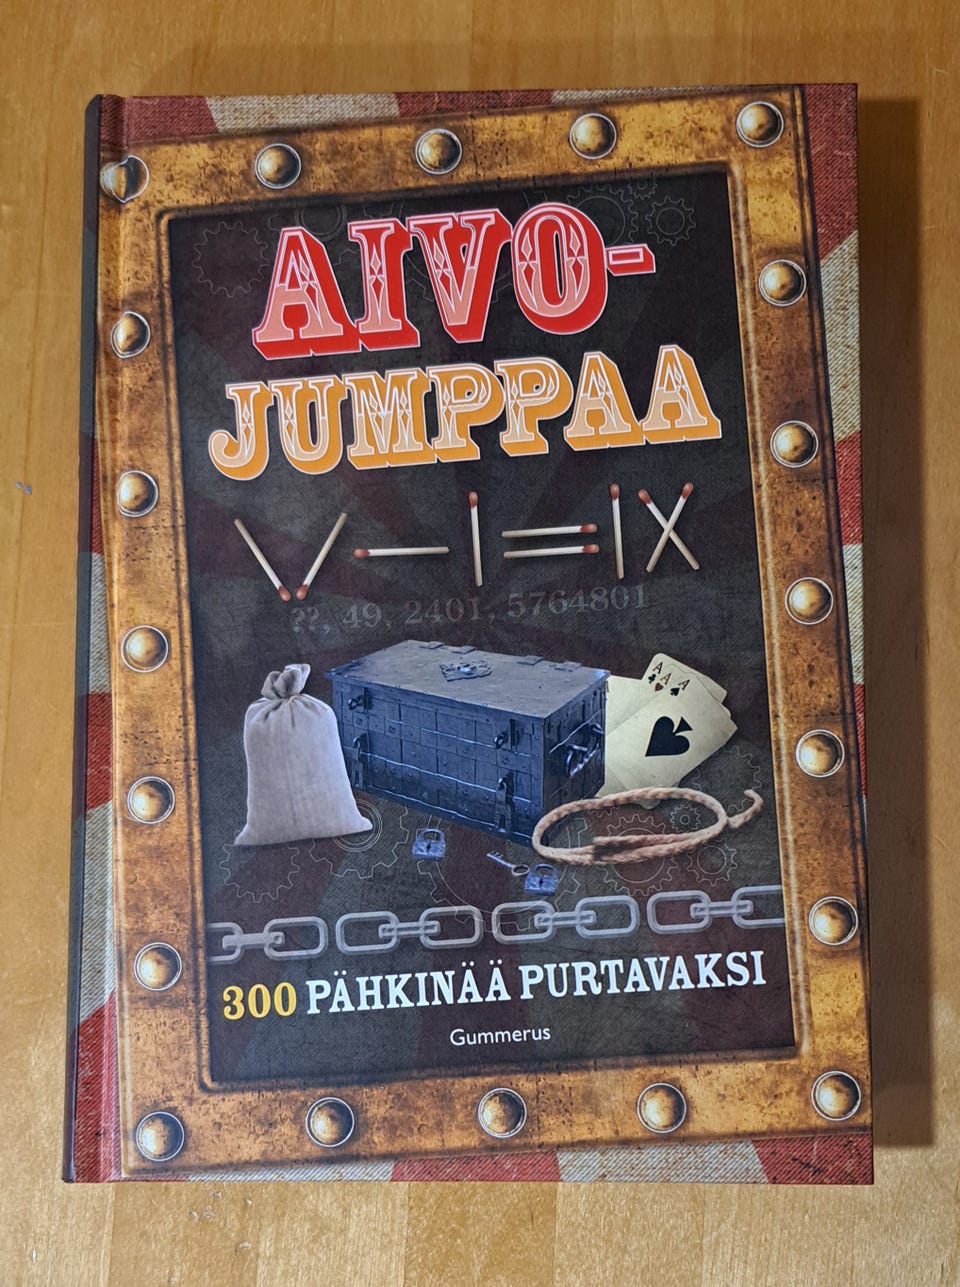 AIVO-
JUMPPAA
V-I=IX
??, 49, 2401, 5764801
A A A
300 PÄHKINÄÄ PURTAVAKSI
Gummerus